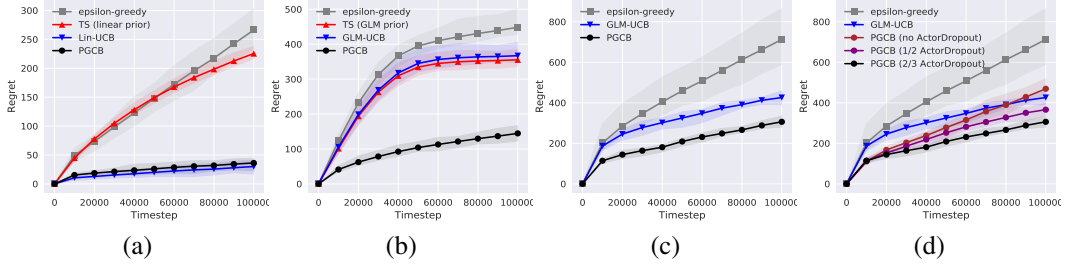 epsilon-greedy
TS (linear prior)
Lin-UCB
PGCB
Regret
300
250
200
150
100
50
0
0 20000 40000 60000 80000 100000
Timestep
(a)
epsilon-greedy
TS (GLM prior)
GLM-UCB
PGCB
Regret
500
400
300
200
100
0
0 20000 40000 60000 80000 100000
Timestep
(b)
epsilon-greedy
GLM-UCB
PGCB
Regret
800
600
400
200
0
0 20000 40000 60000 80000 100000
Timestep
(c)
epsilon-greedy
GLM-UCB
PGCB (no ActorDropout)
PGCB (1/2 ActorDropout)
PGCB (2/3 ActorDropout)
Regret
800
600
400
200
0
0 20000 40000 60000 80000 100000
Timestep
(d)